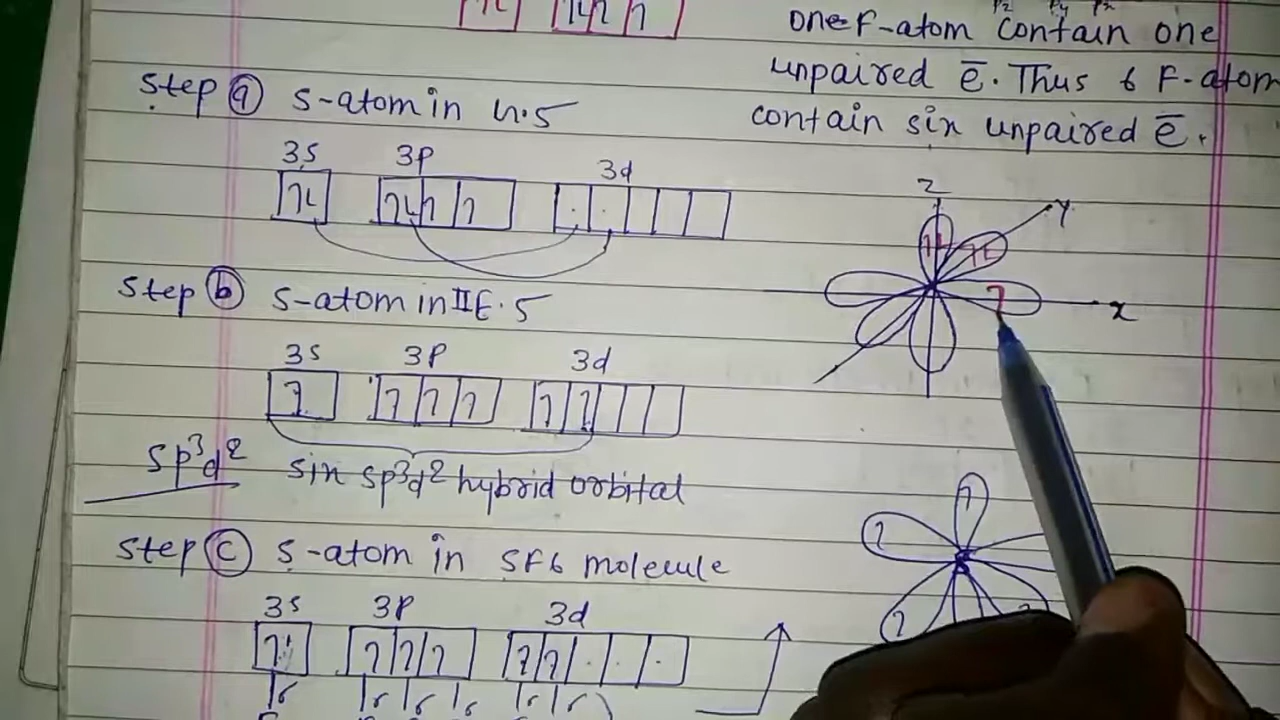 one F-atom contain one
unpaired ē. Thus 6 F-atom
contain six unpaired ē.
Step ⓐ S-atom in n.s
3s 3p 3d
z
y
x
Step ⓑ S-atom in II E.S
3s 3p 3d
sp³d²
six sp³d² hybrid orbital
Step ⓒ S-atom in SF6 molecule
3s 3p 3d